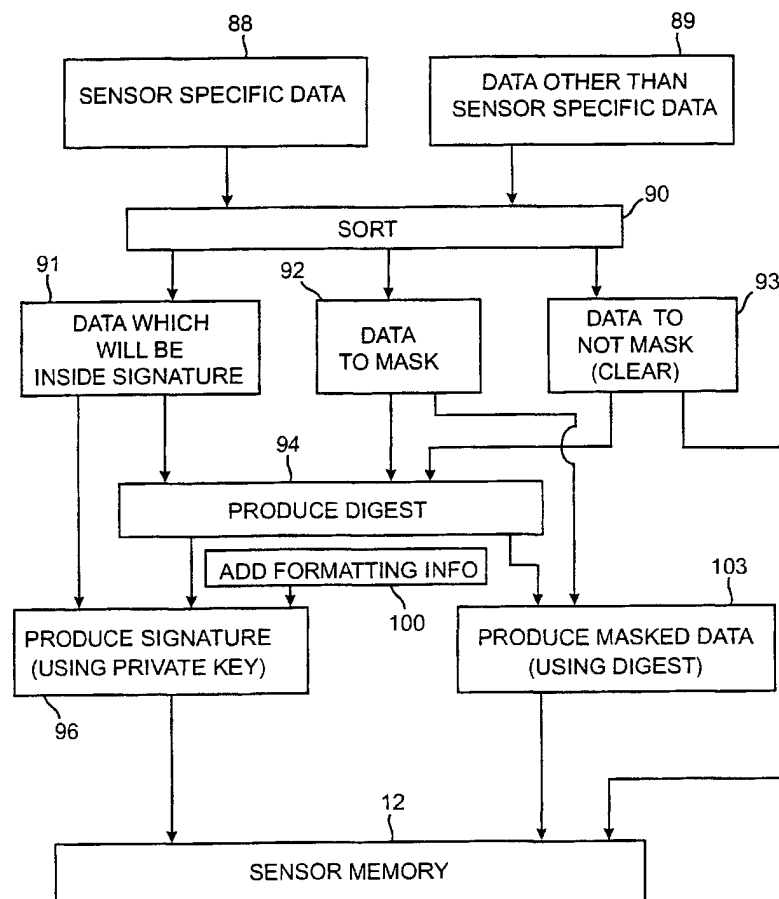 88
89
SENSOR SPECIFIC DATA
DATA OTHER THAN
SENSOR SPECIFIC DATA
90
SORT
91
92
93
DATA WHICH
WILL BE
INSIDE SIGNATURE
DATA
TO MASK
DATA TO
NOT MASK
(CLEAR)
94
PRODUCE DIGEST
ADD FORMATTING INFO
100
103
PRODUCE SIGNATURE
(USING PRIVATE KEY)
PRODUCE MASKED DATA
(USING DIGEST)
96
12
SENSOR MEMORY